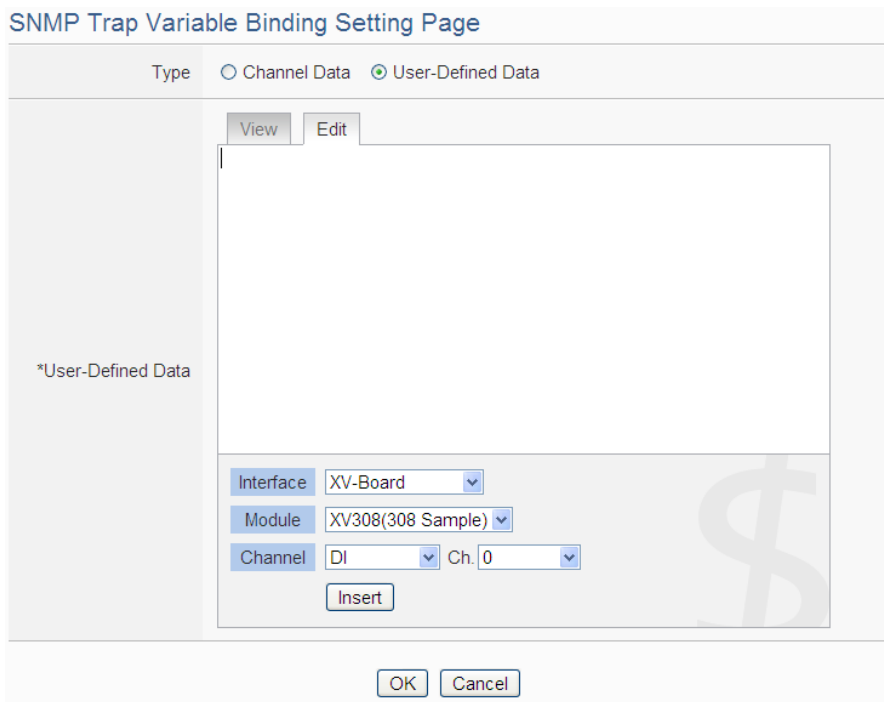 SNMP Trap Variable Binding Setting Page
Type Channel Data User-Defined Data
View Edit
*User-Defined Data
Interface XV-Board
Module XV308(308 Sample)
Channel DI Ch. 0
Insert
$
OK Cancel